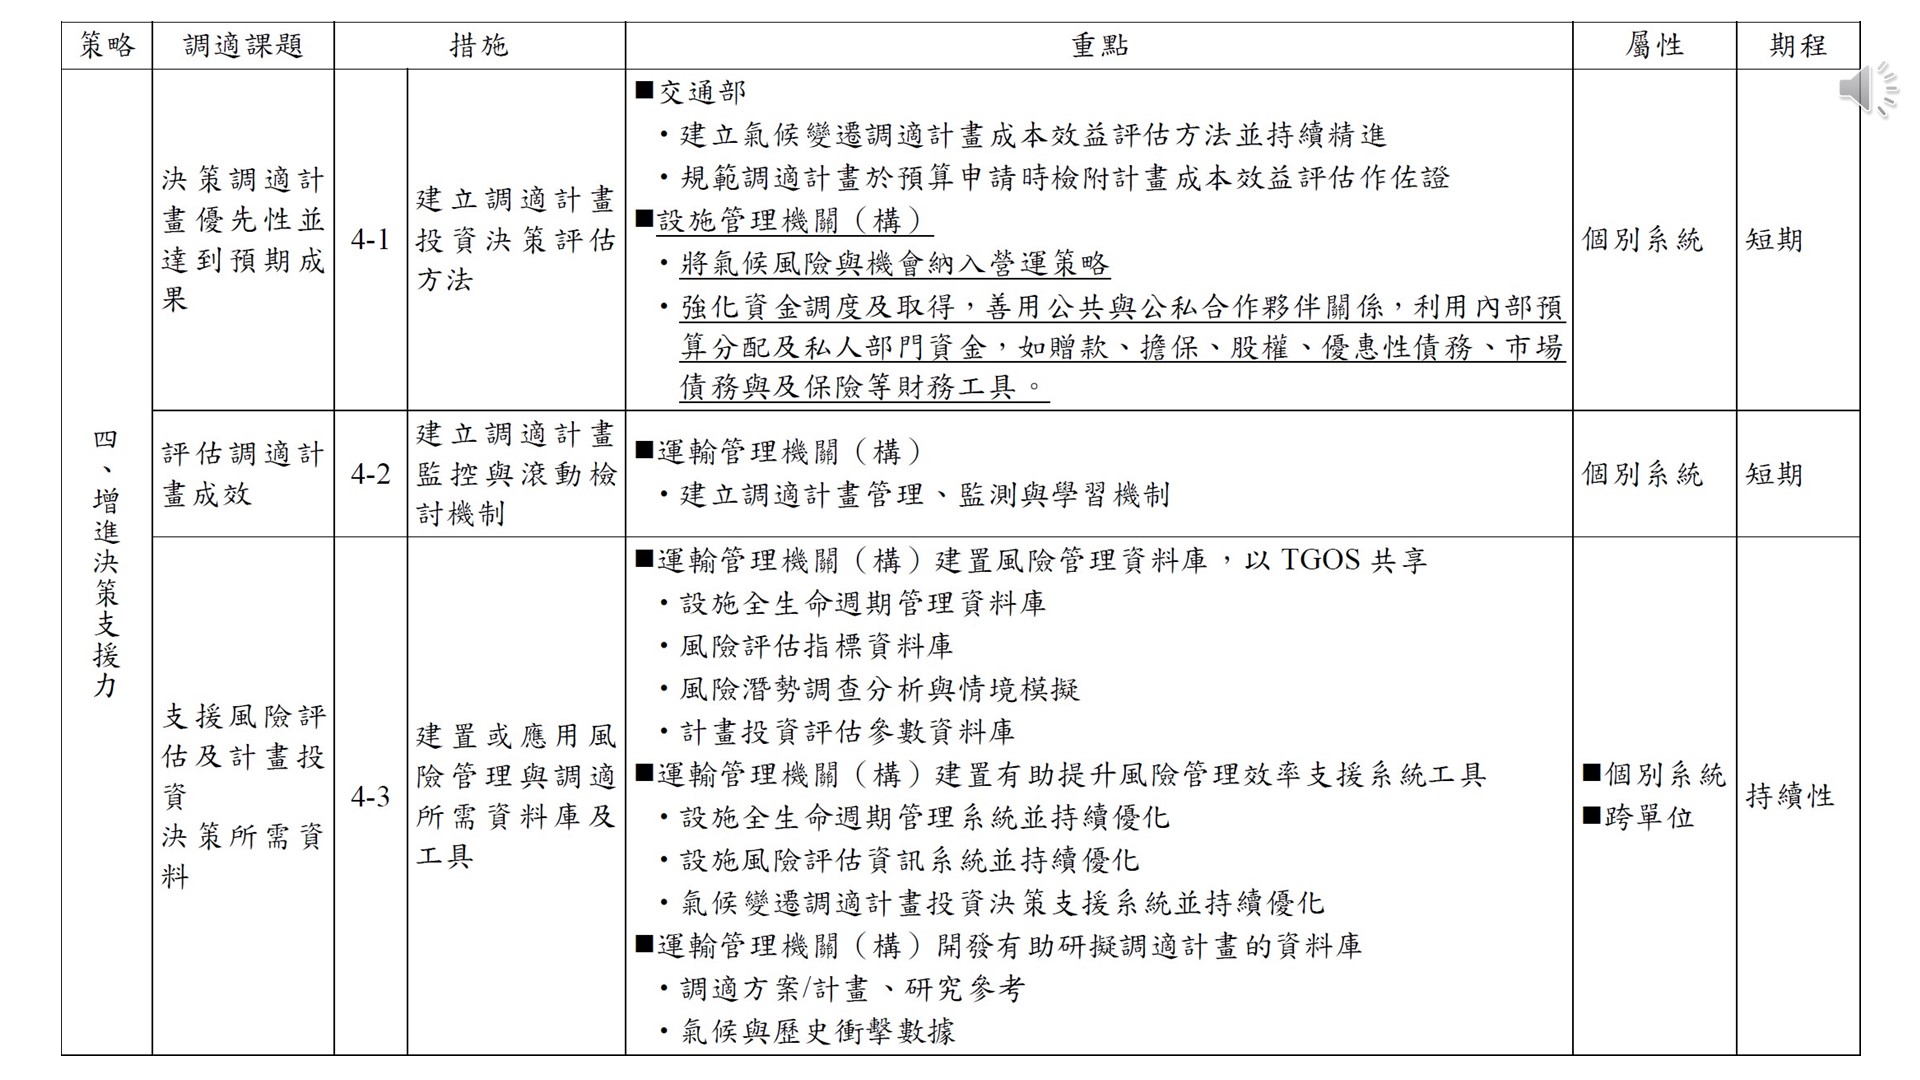 策略
調適課題
措施
重點
屬性
期程
四、增進決策支援力
決策調適計
畫優先性並
達到預期成
果
4-1
建立調適計畫
投資決策評估
方法
■交通部
・建立氣候變遷調適計畫成本效益評估方法並持續精進
・規範調適計畫於預算申請時檢附計畫成本效益評估作佐證
■設施管理機關（構）
・將氣候風險與機會納入營運策略
・強化資金調度及取得，善用公共與公私合作夥伴關係，利用內部預
算分配及私人部門資金，如贈款、擔保、股權、優惠性債務、市場
債務與及保險等財務工具。
個別系統
短期
評估調適計
畫成效
4-2
建立調適計畫
監控與滾動檢
討機制
■運輸管理機關（構）
・建立調適計畫管理、監測與學習機制
個別系統
短期
支援風險評
估及計畫投
資
決策所需資
料
4-3
建置或應用風
險管理與調適
所需資料庫及
工具
■運輸管理機關（構）建置風險管理資料庫，以 TGOS 共享
・設施全生命週期管理資料庫
・風險評估指標資料庫
・風險潛勢調查分析與情境模擬
・計畫投資評估參數資料庫
■運輸管理機關（構）建置有助提升風險管理效率支援系統工具
・設施全生命週期管理系統並持續優化
・設施風險評估資訊系統並持續優化
・氣候變遷調適計畫投資決策支援系統並持續優化
■運輸管理機關（構）開發有助研擬調適計畫的資料庫
・調適方案/計畫、研究參考
・氣候與歷史衝擊數據
■個別系統
■跨單位
持續性